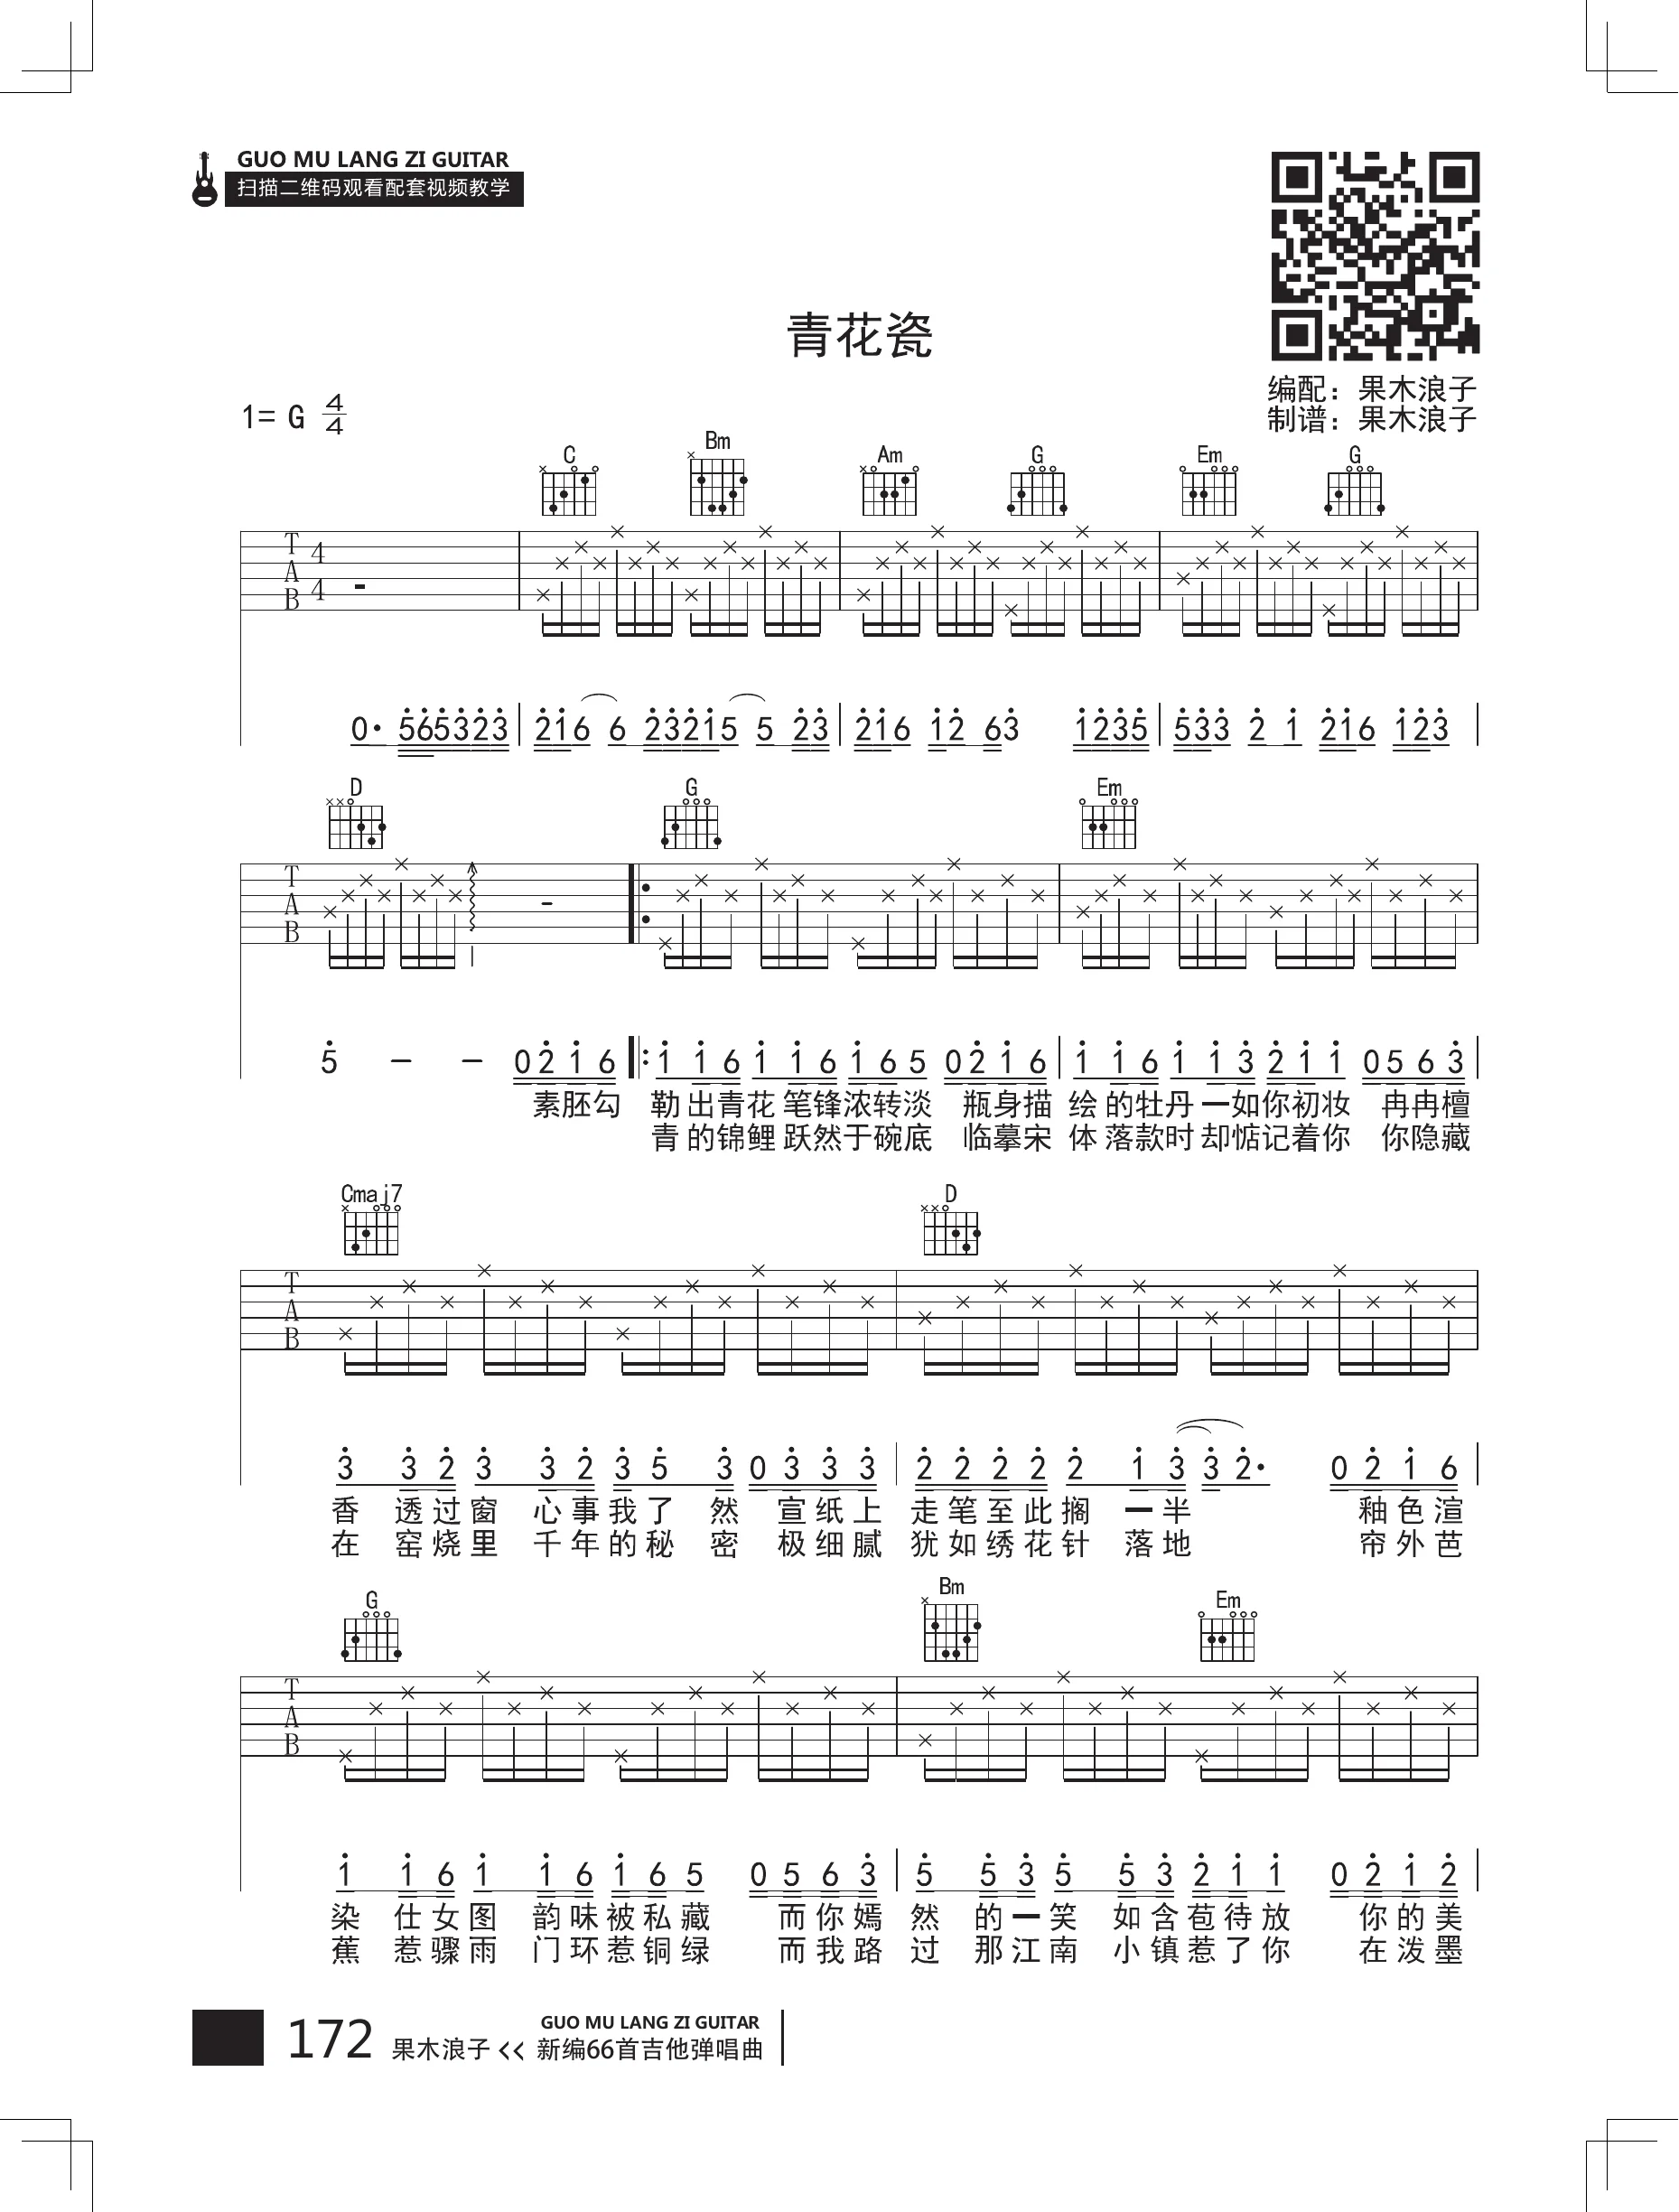 GUO MU LANG ZI GUITAR
扫描二维码观看配套视频教学
青花瓷
编配：果木浪子
制谱：果木浪子
1= G 4/4
C Bm Am G Em G
T A B 4 4
0· 565323 216 6 23215 5 23 216 12 63 1235 533 2 1 216 123
D G Em
T A B
5 – – 0216 1 161 16165 0216 1 161 13211 0563
素胚勾 勒出青花 笔锋浓转淡 瓶身描 绘的牡丹一如你初妆 冉冉檀
青的锦鲤跃然于碗底 临摹宋 体落款时却惦记着你 你隐藏
Cmaj7 D
T A B
3 323 3235 30333 22222 1332· 0216
香 透过窗 心事我了 然 宣纸上 走笔至此搁 一半 釉色渲
在 窑烧里 千年的秘 密 极细腻 犹如绣花针 落地 帘外芭
G Bm Em
T A B
1 161 16165 0563 5 535 53211 0212
染 仕女图 韵味被私藏 而你嫣 然 的一笑 如含苞待放 你的美
蕉 惹骤雨 门环惹铜绿 而我路 过 那江南 小镇惹了你 在泼墨
172 果木浪子 << GUO MU LANG ZI GUITAR
新编66首吉他弹唱曲